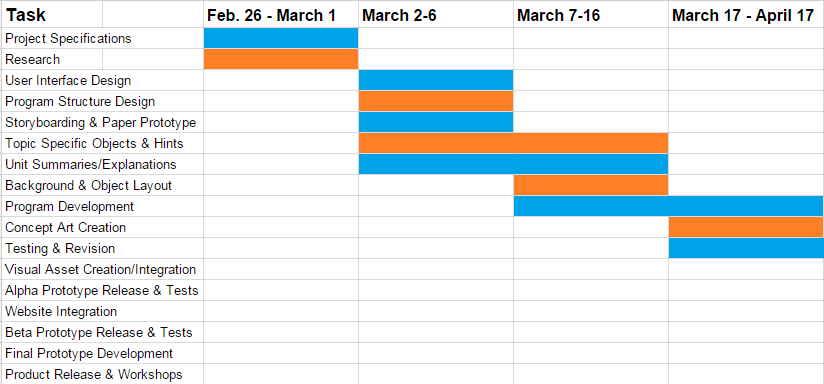 Task Feb. 26 - March 1 March 2-6 March 7-16 March 17 - April 17
Project Specifications
Research
User Interface Design
Program Structure Design
Storyboarding & Paper Prototype
Topic Specific Objects & Hints
Unit Summaries/Explanations
Background & Object Layout
Program Development
Concept Art Creation
Testing & Revision
Visual Asset Creation/Integration
Alpha Prototype Release & Tests
Website Integration
Beta Prototype Release & Tests
Final Prototype Development
Product Release & Workshops